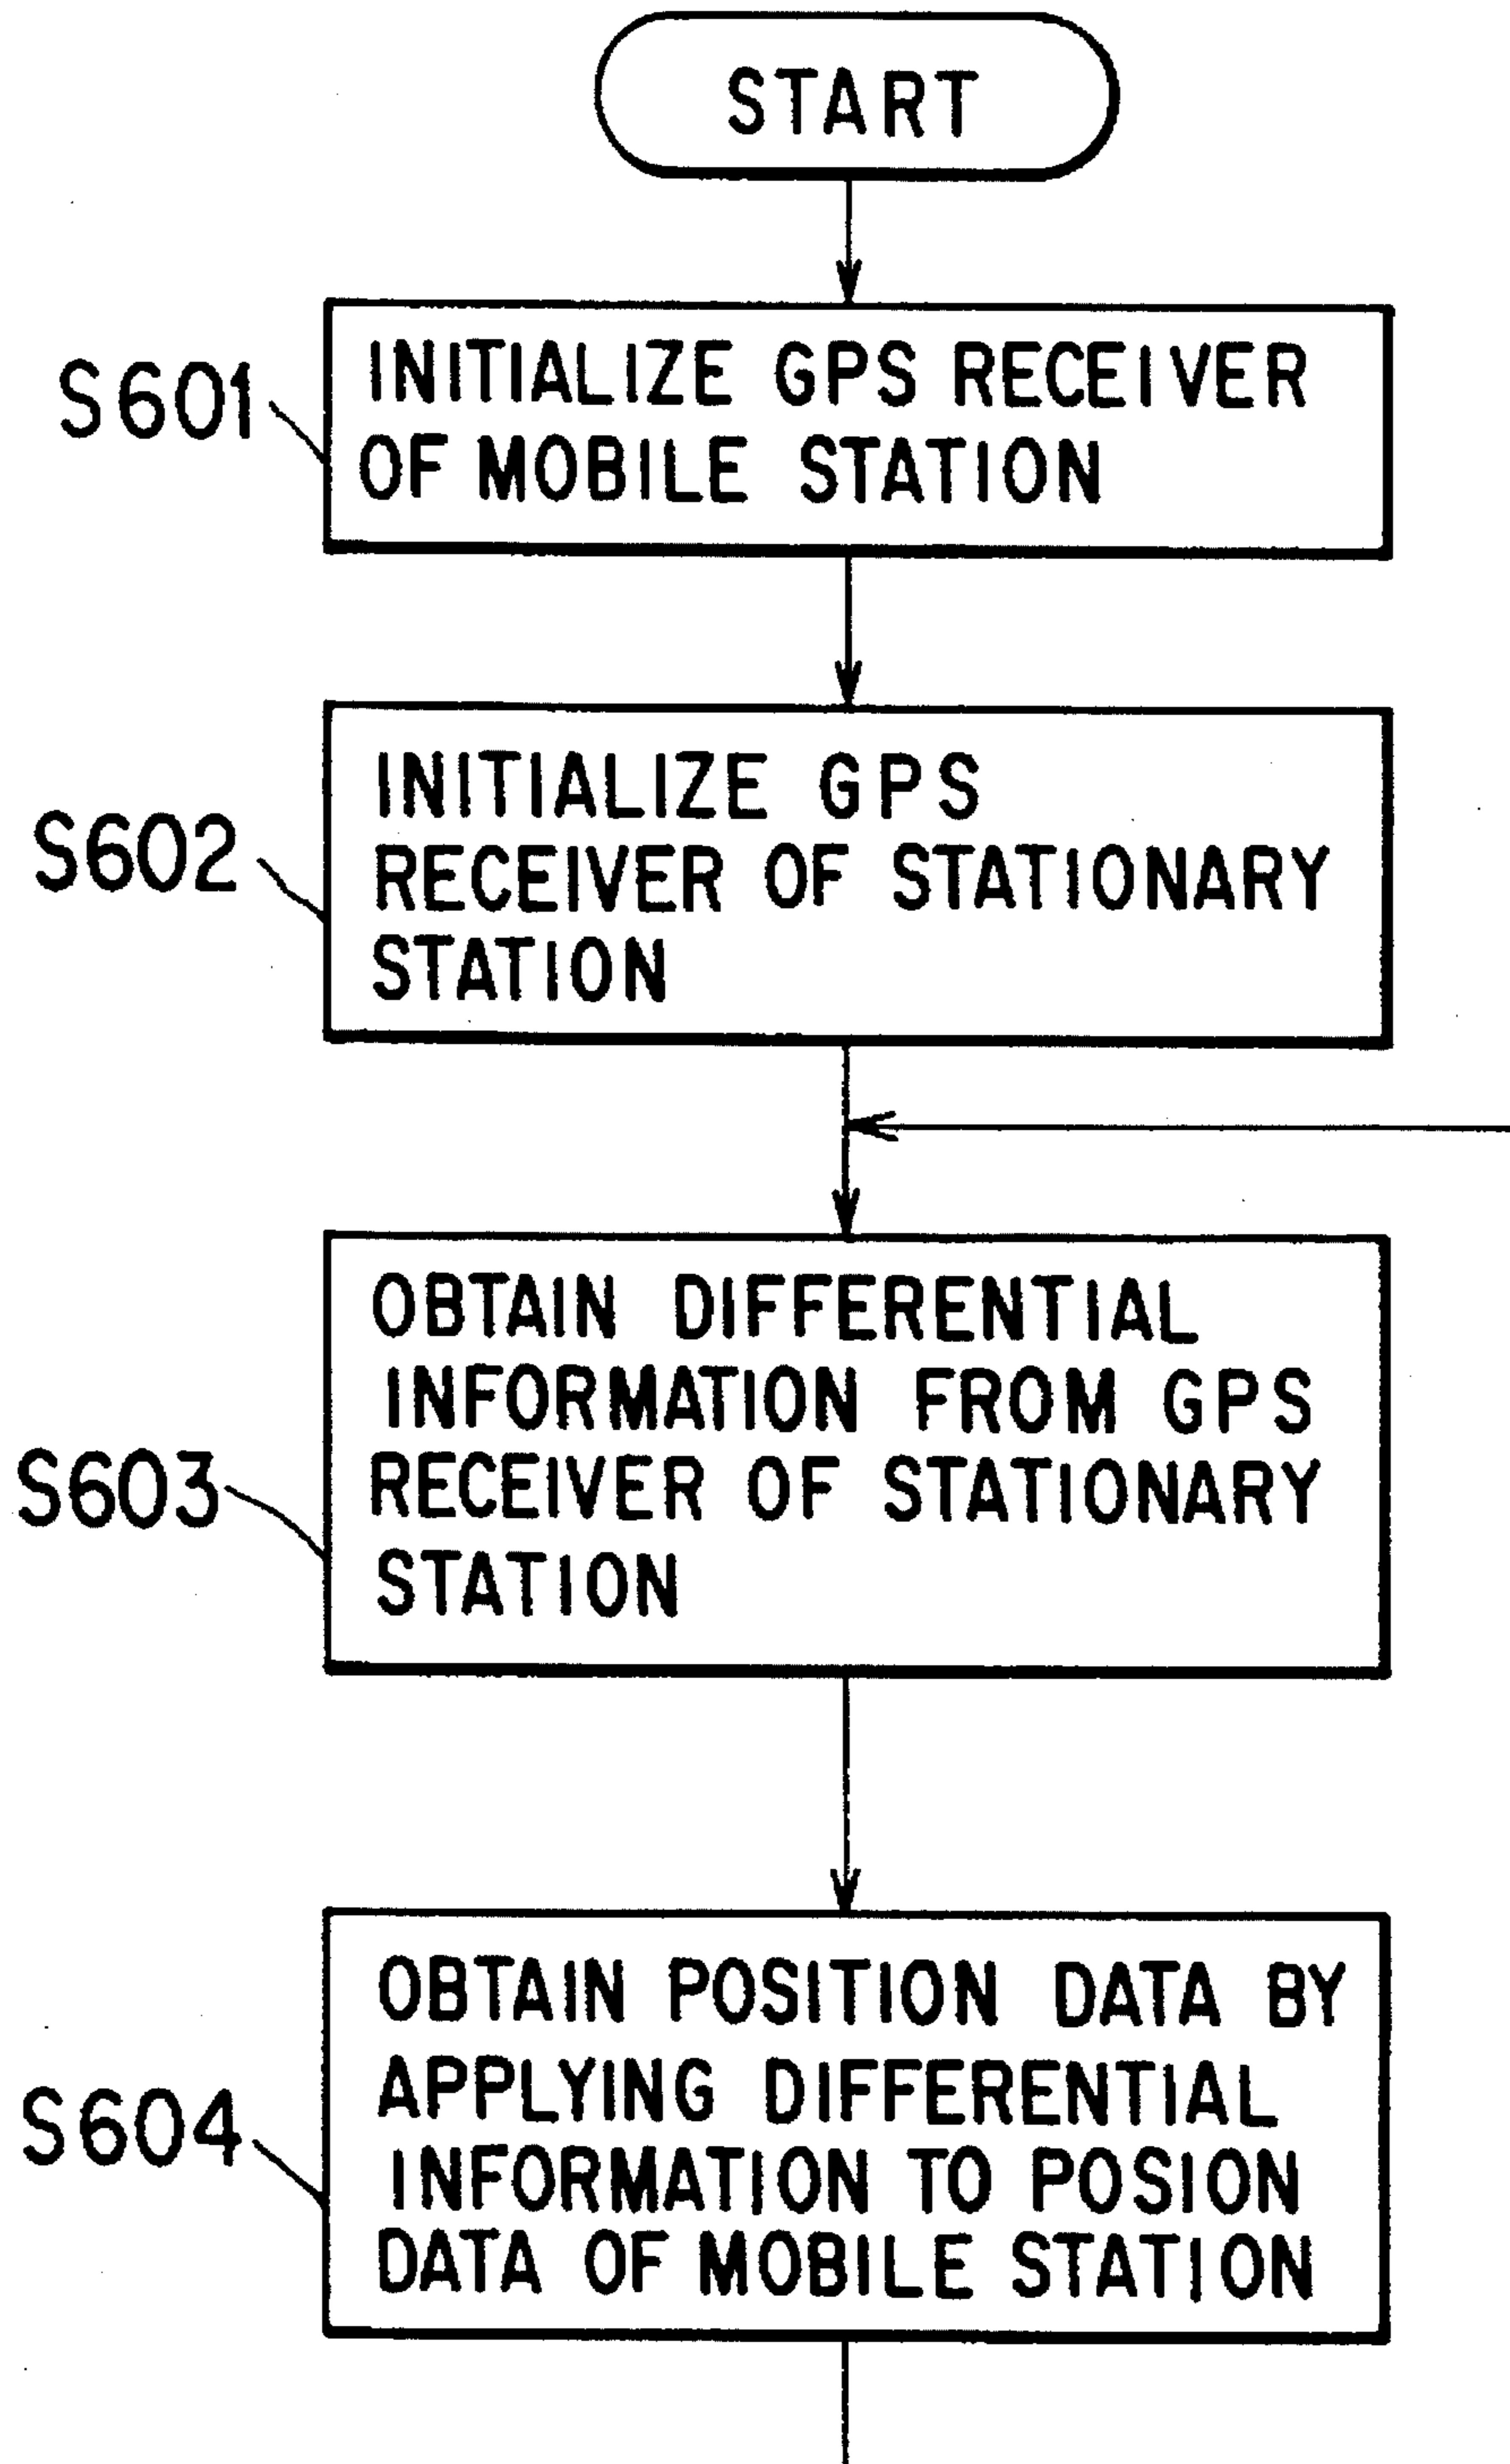 START
S601
INITIALIZE GPS RECEIVER
OF MOBILE STATION
S602
INITIALIZE GPS
RECEIVER OF STATIONARY
STATION
S603
OBTAIN DIFFERENTIAL
INFORMATION FROM GPS
RECEIVER OF STATIONARY
STATION
S604
OBTAIN POSITION DATA BY
APPLYING DIFFERENTIAL
INFORMATION TO POSION
DATA OF MOBILE STATION